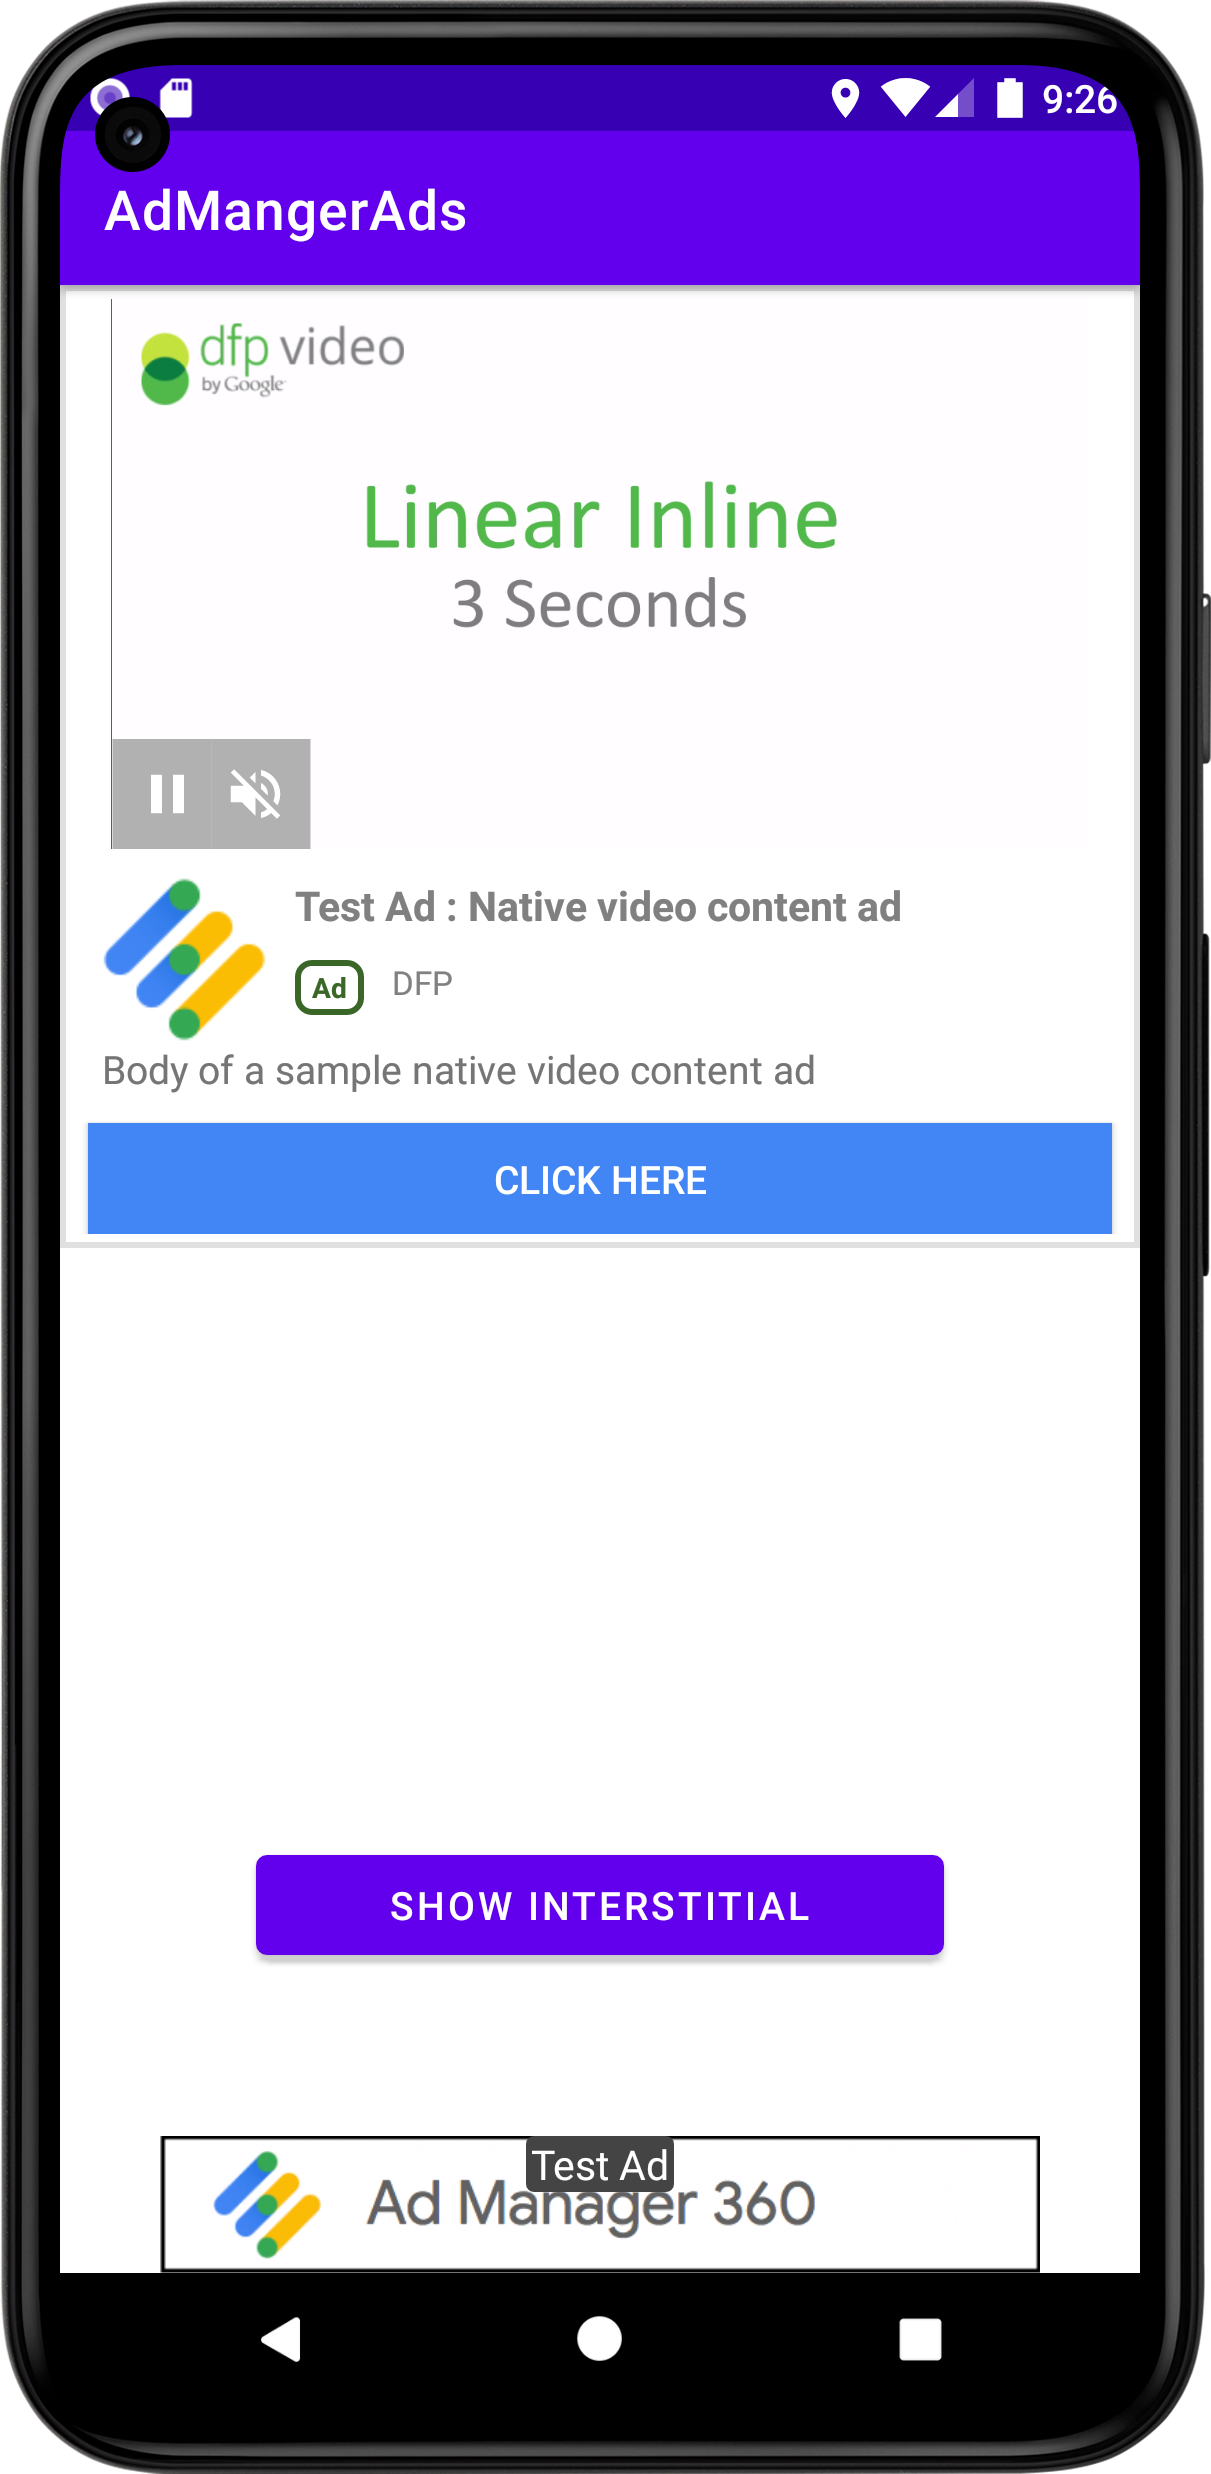 9:26
AdMangerAds
dfp video
by Google
Linear Inline
3 Seconds
Test Ad : Native video content ad
Ad DFP
Body of a sample native video content ad
CLICK HERE
SHOW INTERSTITIAL
Test Ad
Ad Manager 360